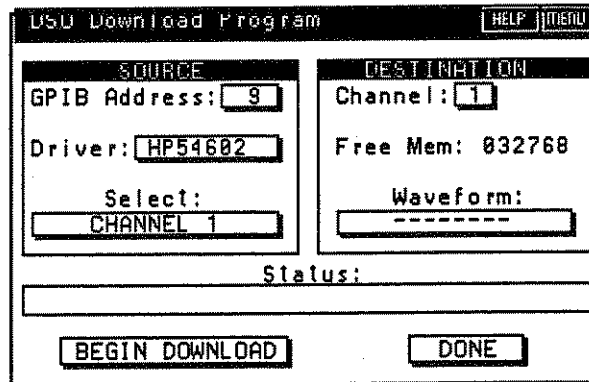 DSO Download Program HELP MENU
SOURCE
GPIB Address: 9
Driver: HP54602
Select:
CHANNEL 1
DESTINATION
Channel: 1
Free Mem: 032768
Waveform:
--------
Status:
BEGIN DOWNLOAD DONE